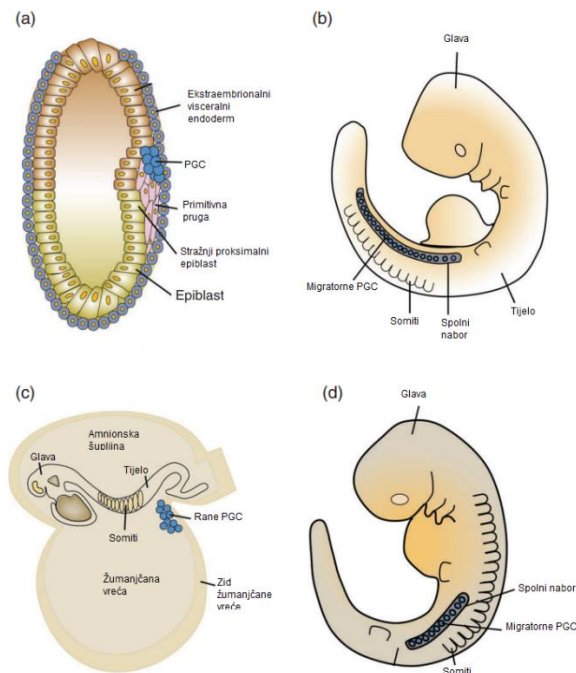 (a)
Ekstraembrionalni
visceralni
endoderm
PGC
Primitivna
pruga
Stražnji proksimalni
epiblast
Epiblast
(b)
Glava
Migratorne PGC
Somiti
Spolni
nabor
Tijelo
(c)
Amnionska
šupljina
Glava
Tijelo
Somiti
Rane PGC
Žumanjčana
vreća
Zid
žumanjčane
vreće
(d)
Glava
Spolni nabor
Migratorne PGC
Somiti